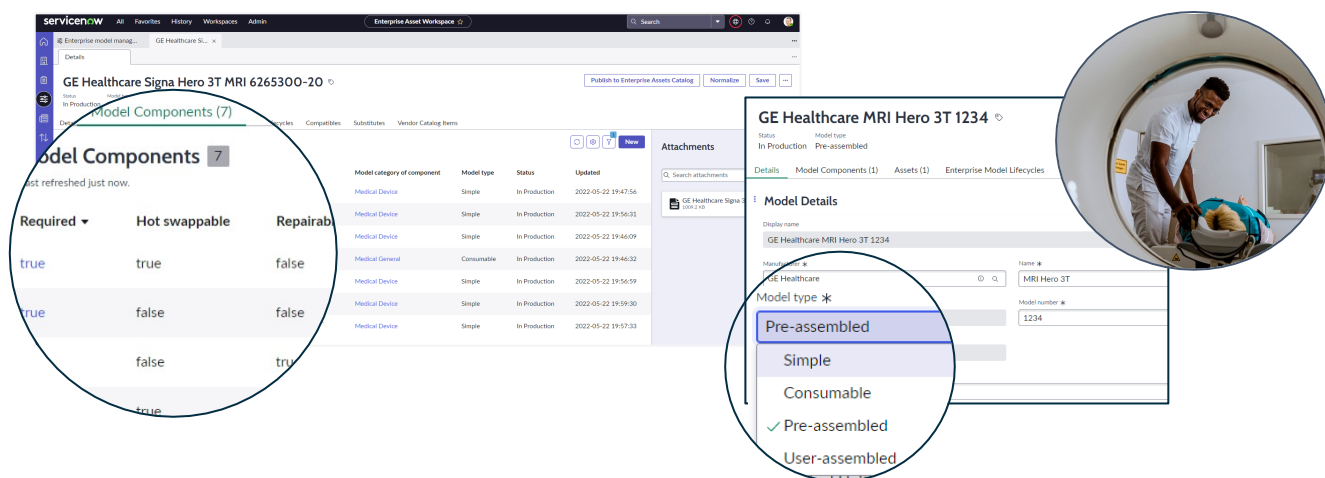 servicenow All Favorites History Workspaces Admin Enterprise Asset Workspace Search
Enterprise model manag... GE Healthcare Si... ×
Details
GE Healthcare Signa Hero 3T MRI 6265300-20
Publish to Enterprise Assets Catalog Normalize Save
Status
In Production
Model Components (7)
Compatibles Substitutes Vendor Catalog Items
Model Components 7
Last refreshed just now.
New
Required Hot swappable
true true false
true false false
false
true
Model category of component Model type Status Updated
Medical Device Simple In Production 2022-05-22 19:47:56
Medical Device Simple In Production 2022-05-22 19:56:31
Medical Device Simple In Production 2022-05-22 19:46:09
Medical General Consumable In Production 2022-05-22 19:46:32
Medical Device Simple In Production 2022-05-22 19:56:59
Medical Device Simple In Production 2022-05-22 19:59:30
Medical Device Simple In Production 2022-05-22 19:57:33
Attachments
Search attachments
GE Healthcare Signa 3
1009.2 KB
GE Healthcare MRI Hero 3T 1234
Status Model type
In Production Pre-assembled
Details Model Components (1) Assets (1) Enterprise Model Lifecycles
Model Details
Display name
GE Healthcare MRI Hero 3T 1234
Manufacturer * Name *
GE Healthcare MRI Hero 3T
Model number *
1234
Model type *
Pre-assembled
Simple
Consumable
Pre-assembled
User-assembled